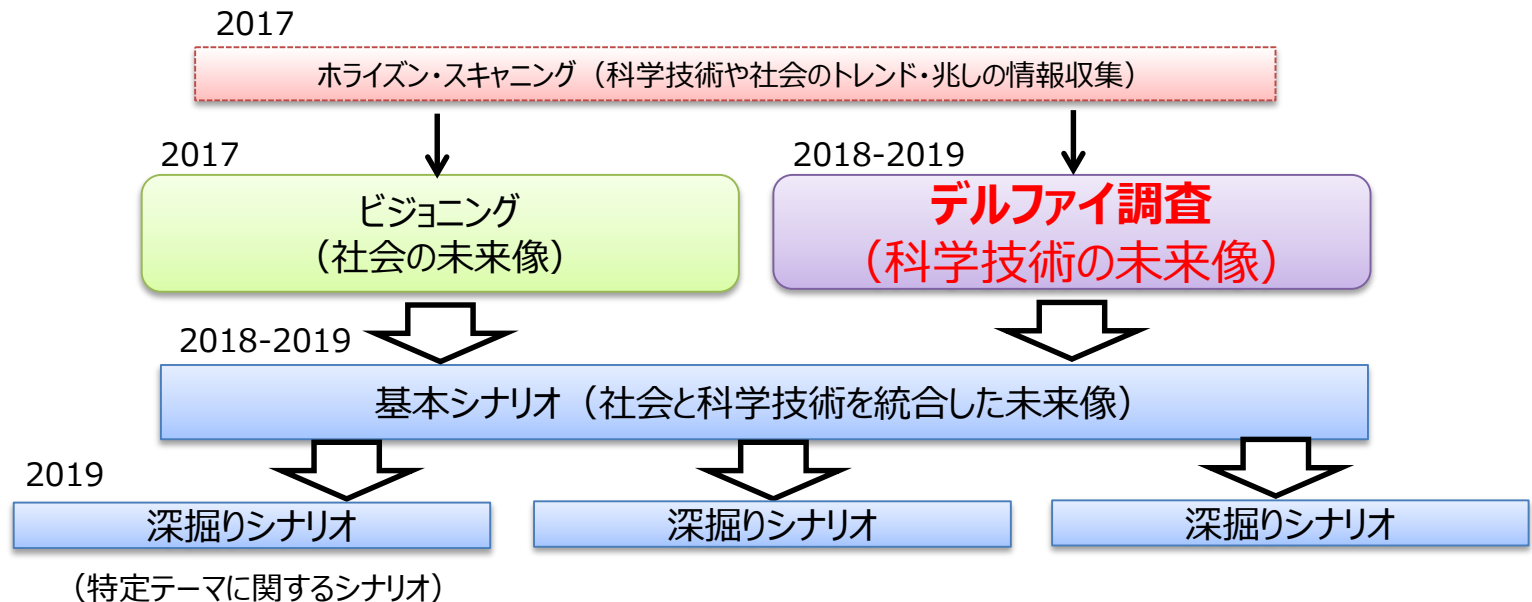 2017
ホライズン・スキャニング（科学技術や社会のトレンド・兆しの情報収集）
2017
ビジョニング
（社会の未来像）
2018-2019
デルファイ調査
（科学技術の未来像）
2018-2019
基本シナリオ（社会と科学技術を統合した未来像）
2019
深掘りシナリオ
深掘りシナリオ
深掘りシナリオ
（特定テーマに関するシナリオ）